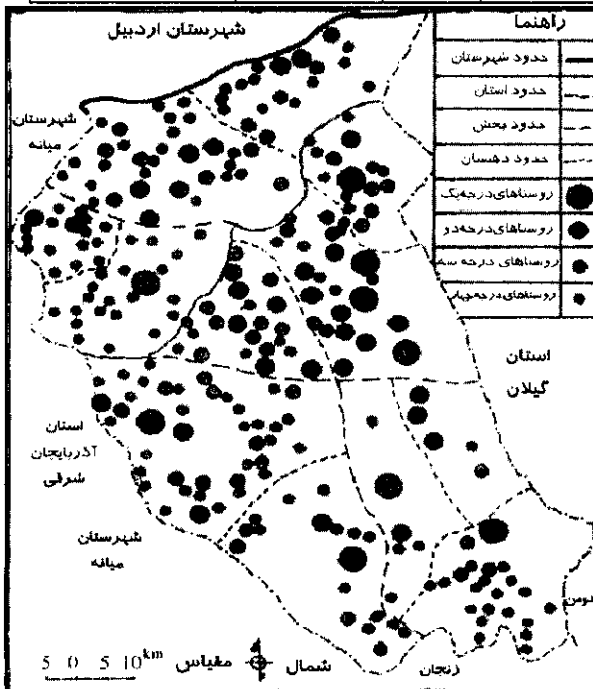 راهنما
حدود شهرستان
حدود استان
حدود بخش
حدود دهستان
روستاهای درجه یک
روستاهای درجه دو
روستاهای درجه سه
روستاهای درجه چهار
شهرستان اردبیل
شهرستان
میانه
استان
گیلان
استان
آذربایجان
شرقی
شهرستان
میانه
زنجان
شمال
مقیاس
5 0 5 10 km